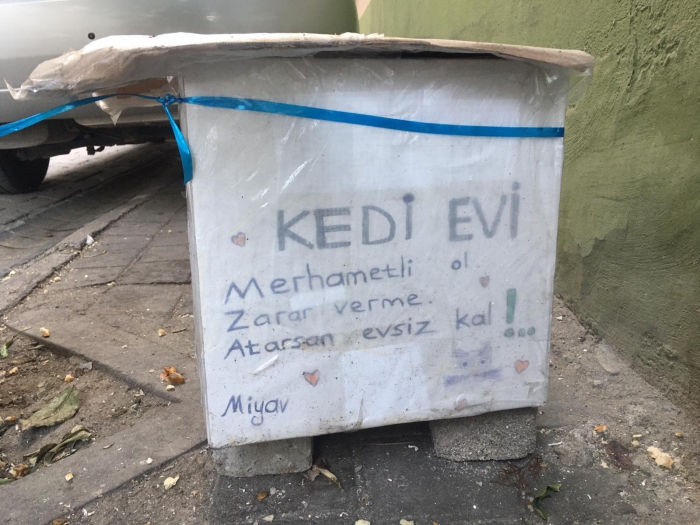 KEDİ EVİ
Merhametli ol
Zarar verme.
Atarsan evsiz kal !...
Miyav